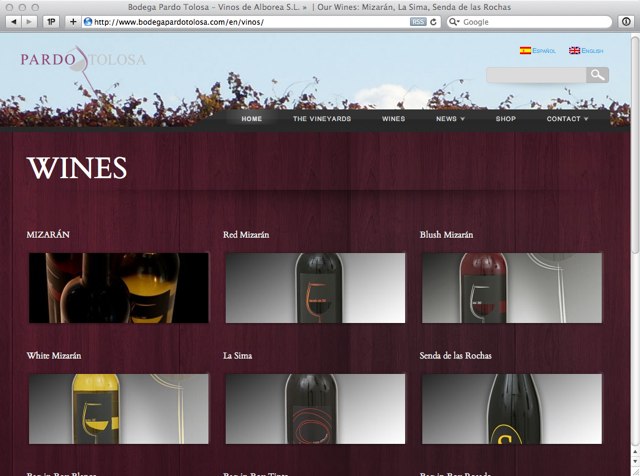 Bodega Pardo Tolosa – Vinos de Alborea S.L. » | Our Wines: Mizarán, La Sima, Senda de las Rochas
1P
+
http://www.bodegapardotolosa.com/en/vinos/
RSS
Google
PARDO TOLOSA
Español
English
HOME
THE VINEYARDS
WINES
NEWS
SHOP
CONTACT
WINES
MIZARÁN
Red Mizarán
Blush Mizarán
White Mizarán
La Sima
Senda de las Rochas